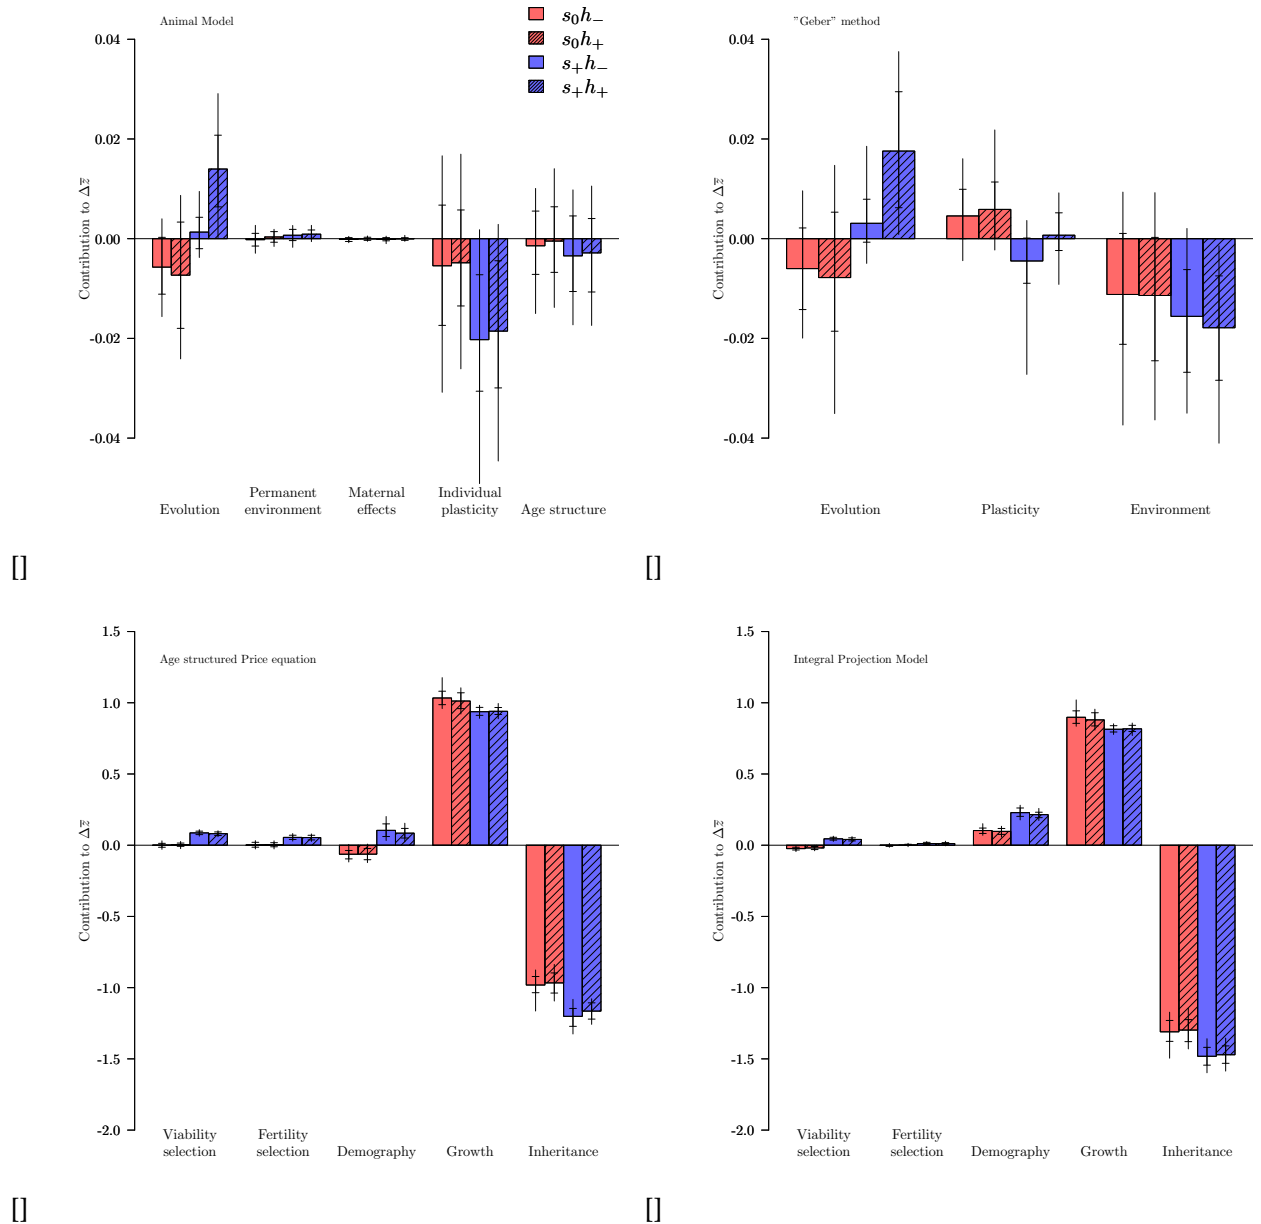 Animal Model
s₀h₋
s₀h₊
s₊h₋
s₊h₊
0.04
0.02
0.00
-0.02
-0.04
Contribution to Δz̅
Evolution
Permanent
environment
Maternal
effects
Individual
plasticity
Age structure
[]
"Geber" method
0.04
0.02
0.00
-0.02
-0.04
Contribution to Δz̅
Evolution
Plasticity
Environment
[]
Age structured Price equation
1.5
1.0
0.5
0.0
-0.5
-1.0
-1.5
-2.0
Contribution to Δz̅
Viability
selection
Fertility
selection
Demography
Growth
Inheritance
[]
Integral Projection Model
1.5
1.0
0.5
0.0
-0.5
-1.0
-1.5
-2.0
Contribution to Δz̅
Viability
selection
Fertility
selection
Demography
Growth
Inheritance
[]